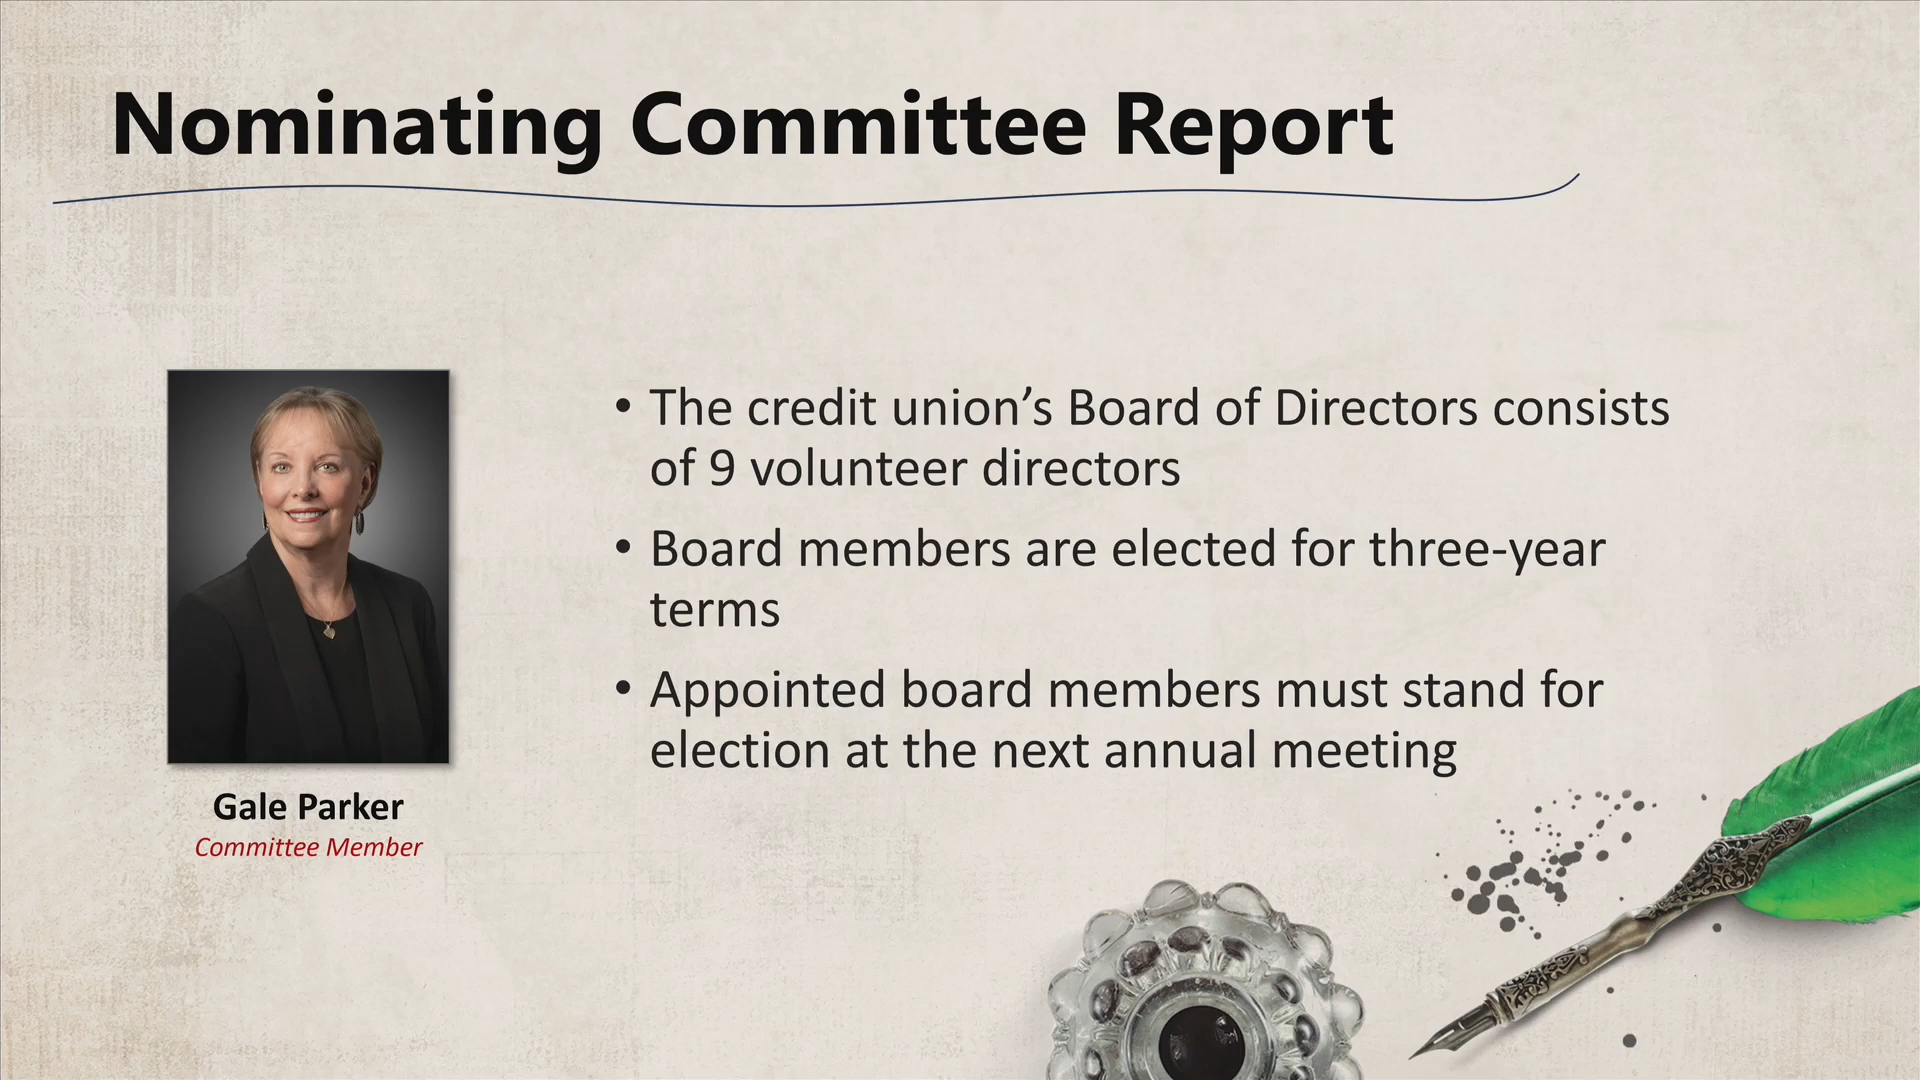 Nominating Committee Report
• The credit union’s Board of Directors consists
of 9 volunteer directors
• Board members are elected for three-year
terms
• Appointed board members must stand for
election at the next annual meeting
Gale Parker
Committee Member